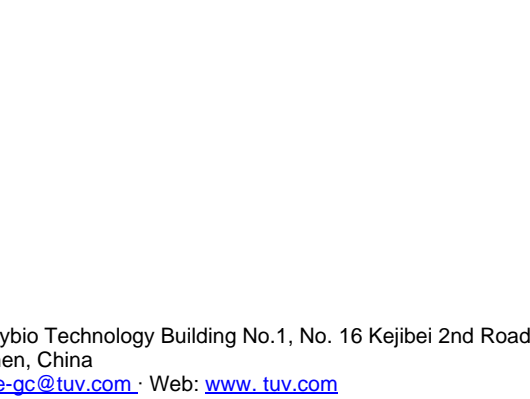 ybio Technology Building No.1, No. 16 Kejibei 2nd Road
en, China
e-gc@tuv.com · Web: www. tuv.com